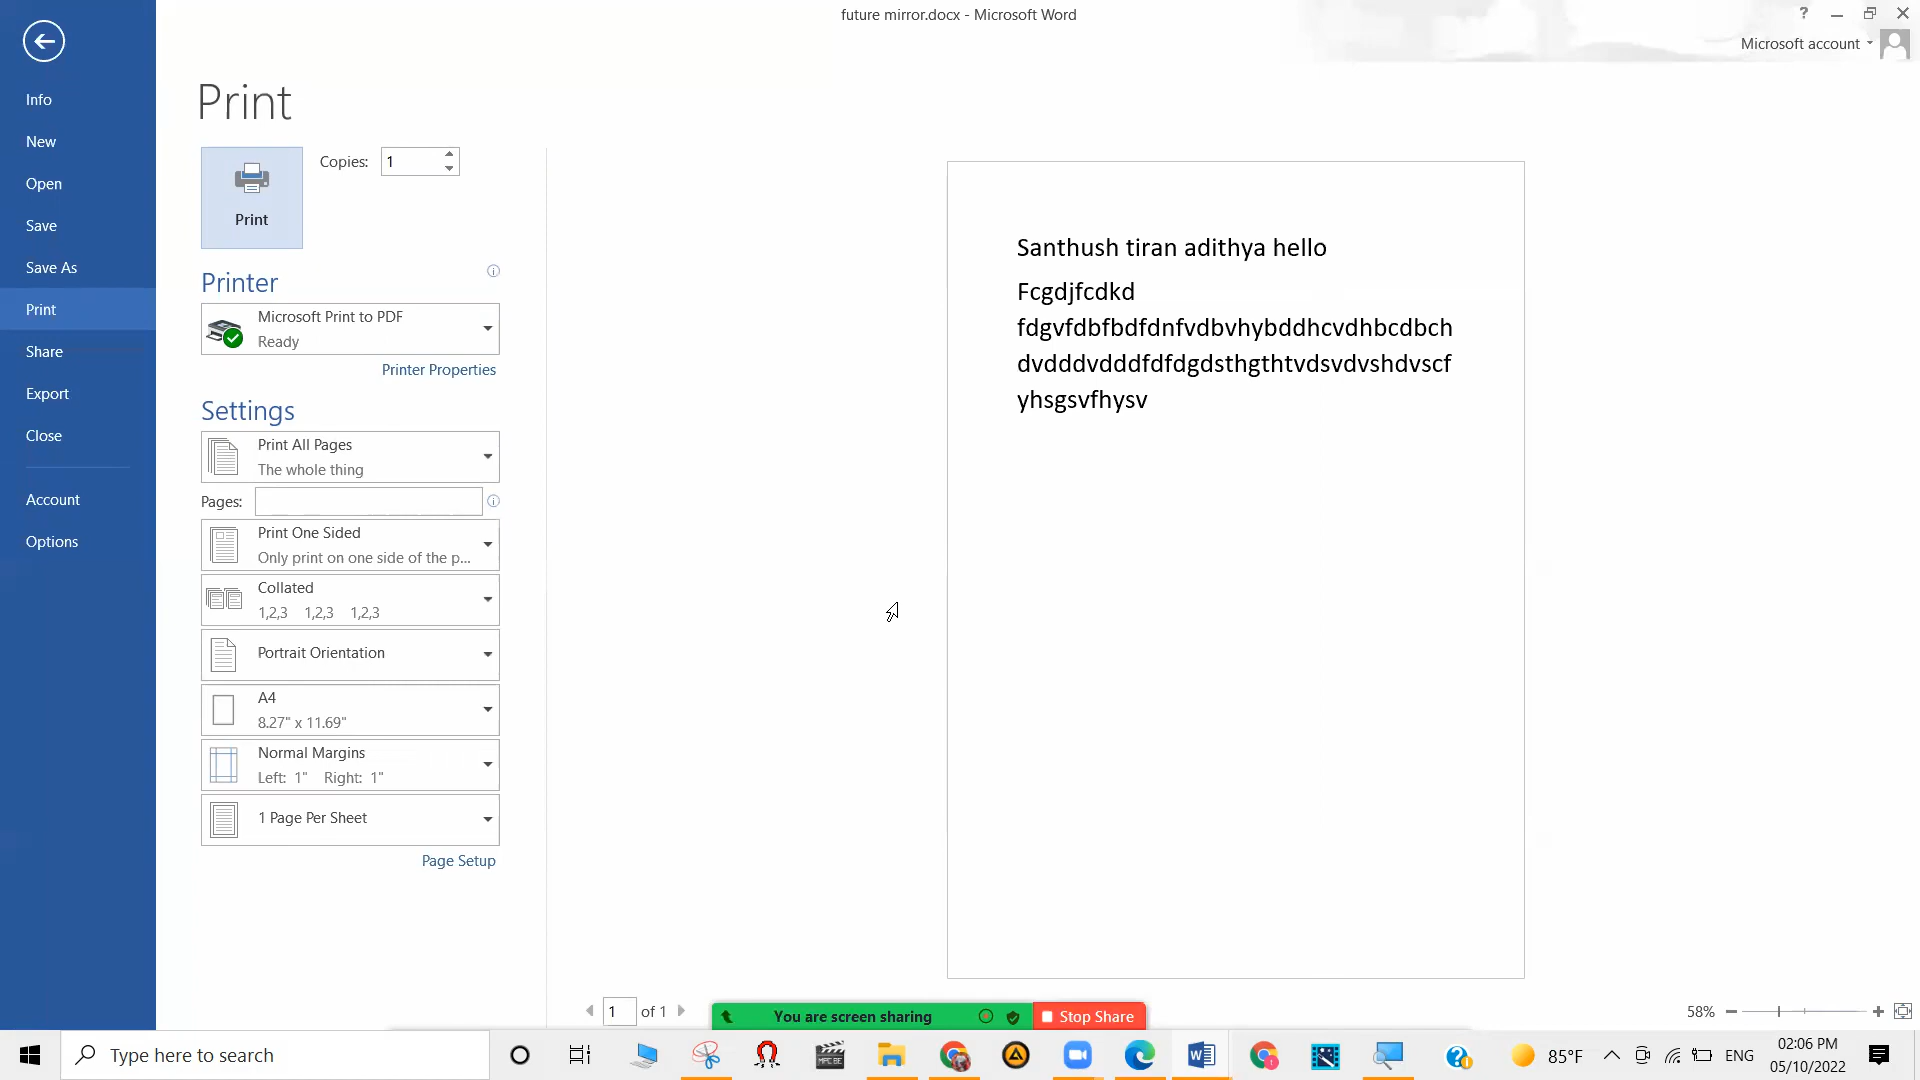 future mirror.docx - Microsoft Word
?
Microsoft account
Info
New
Open
Save
Save As
Print
Share
Export
Close
Account
Options
Print
Print
Copies: 1
Printer
Microsoft Print to PDF
Ready
Printer Properties
Settings
Print All Pages
The whole thing
Pages:
Print One Sided
Only print on one side of the p...
Collated
1,2,3 1,2,3 1,2,3
Portrait Orientation
A4
8.27" x 11.69"
Normal Margins
Left: 1" Right: 1"
1 Page Per Sheet
Page Setup
Santhush tiran adithya hello
Fcgdjfcdkd
fdgvfdbfbdfdnfvdbvhybddhcvdhbcdbch
dvdddvdddfdfdgdsthgthtvdsvdvshdvscf
yhsgsvfhysv
1 of 1
You are screen sharing
Stop Share
58%
Type here to search
85°F
ENG
02:06 PM
05/10/2022